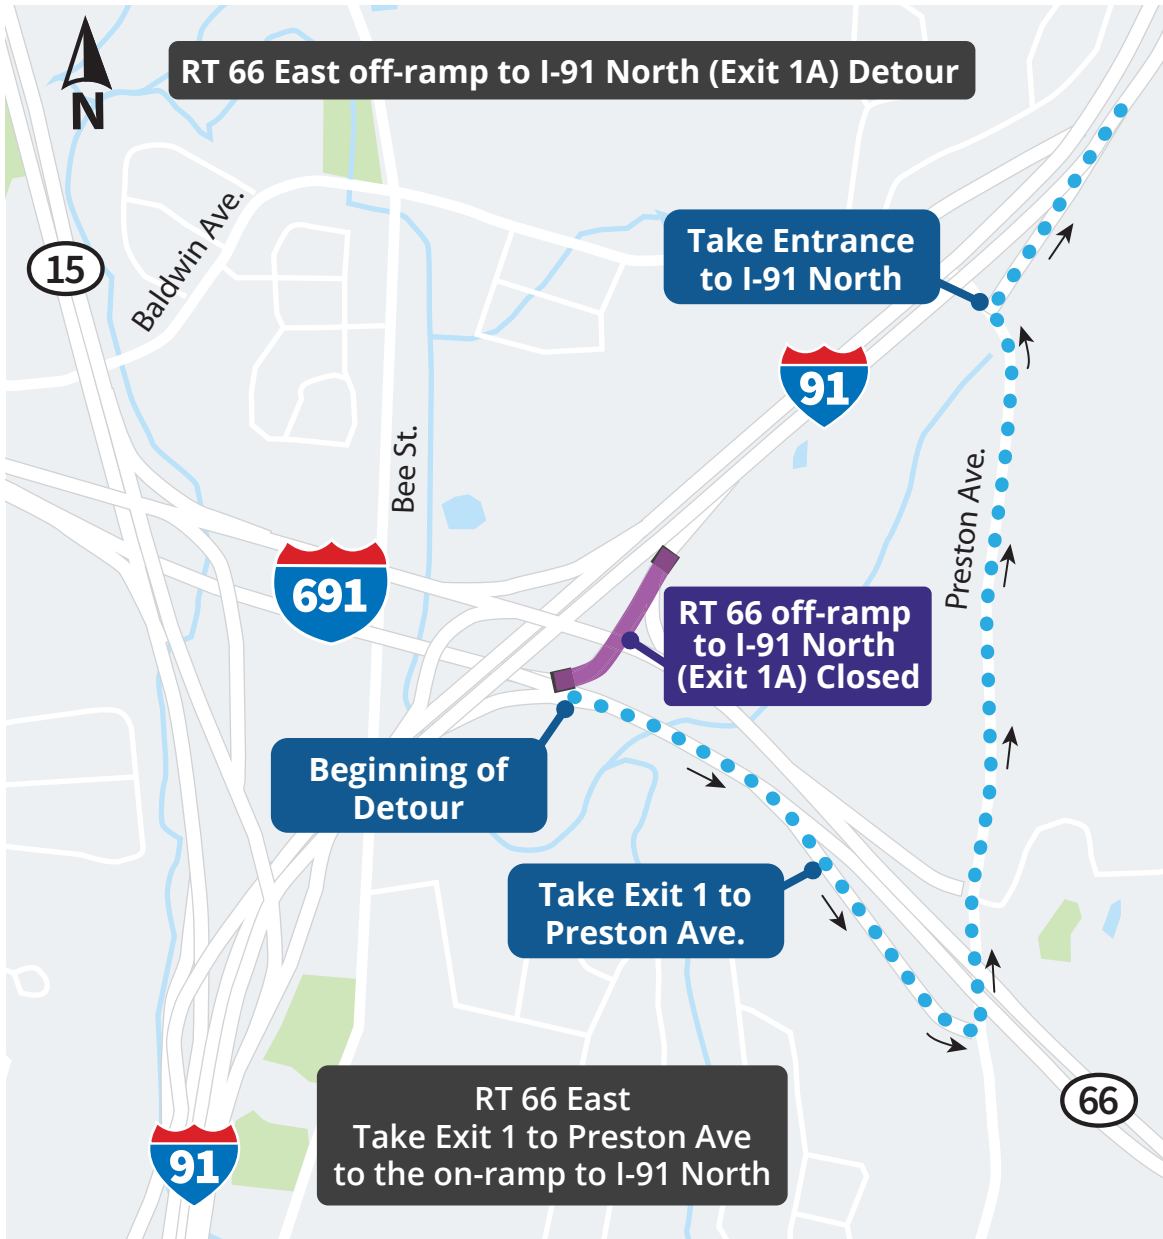 N
RT 66 East off-ramp to I-91 North (Exit 1A) Detour
Baldwin Ave.
15
Take Entrance
to I-91 North
91
Bee St.
Preston Ave.
691
RT 66 off-ramp
to I-91 North
(Exit 1A) Closed
Beginning of
Detour
Take Exit 1 to
Preston Ave.
RT 66 East
Take Exit 1 to Preston Ave
to the on-ramp to I-91 North
66
91